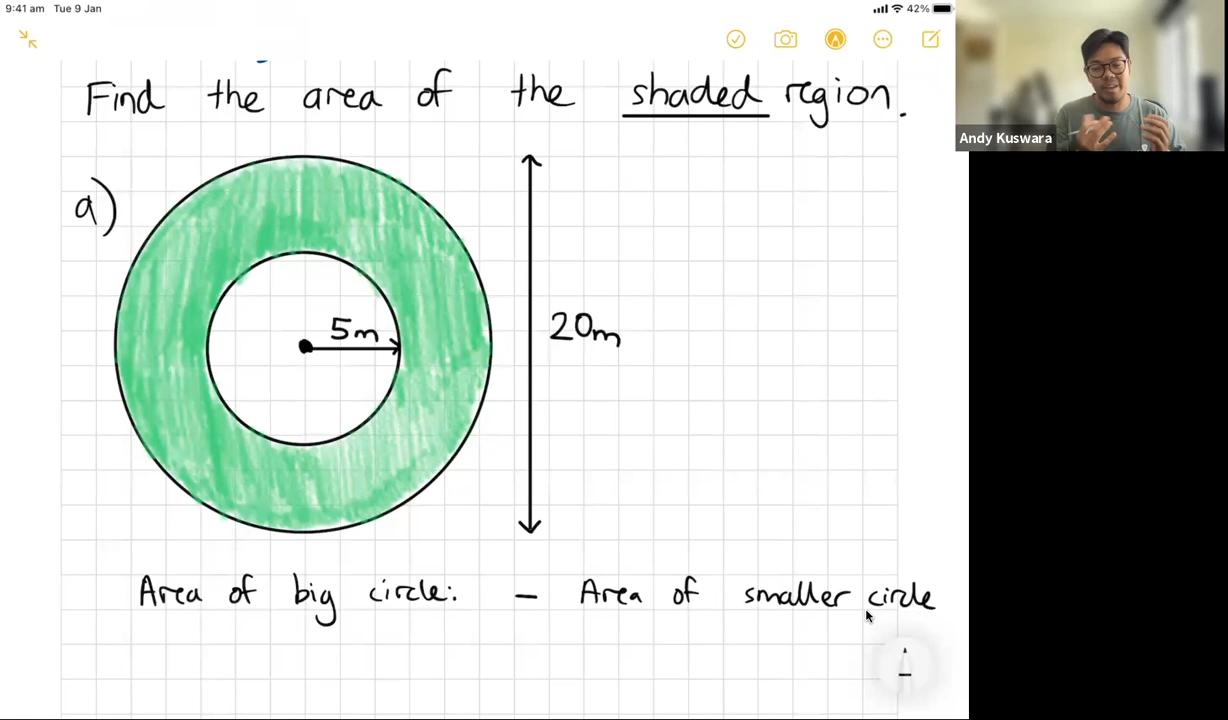 9:41 am Tue 9 Jan 42%
Find the area of the shaded region.
Andy Kuswara
a)
5m
20m
Area of big circle: - Area of smaller circle